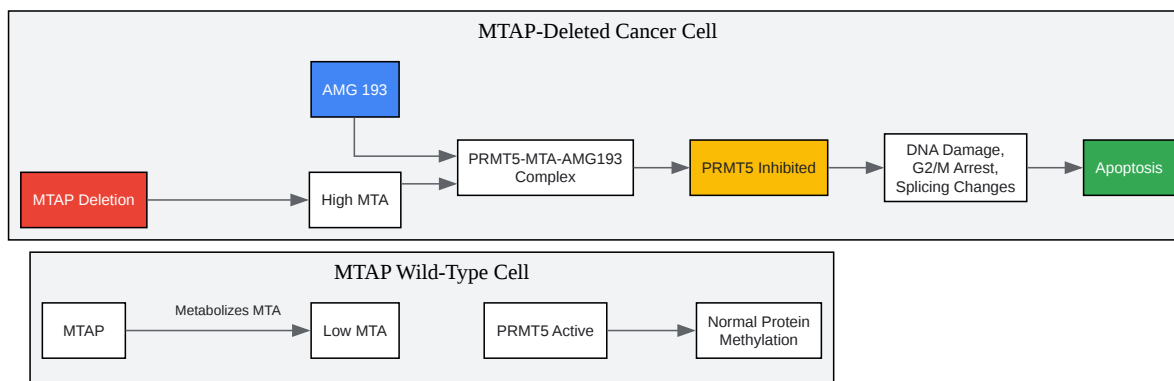 MTAP-Deleted Cancer Cell
AMG 193
MTAP Deletion
High MTA
PRMT5-MTA-AMG193
Complex
PRMT5 Inhibited
DNA Damage,
G2/M Arrest,
Splicing Changes
Apoptosis
MTAP Wild-Type Cell
MTAP
Metabolizes MTA
Low MTA
PRMT5 Active
Normal Protein
Methylation